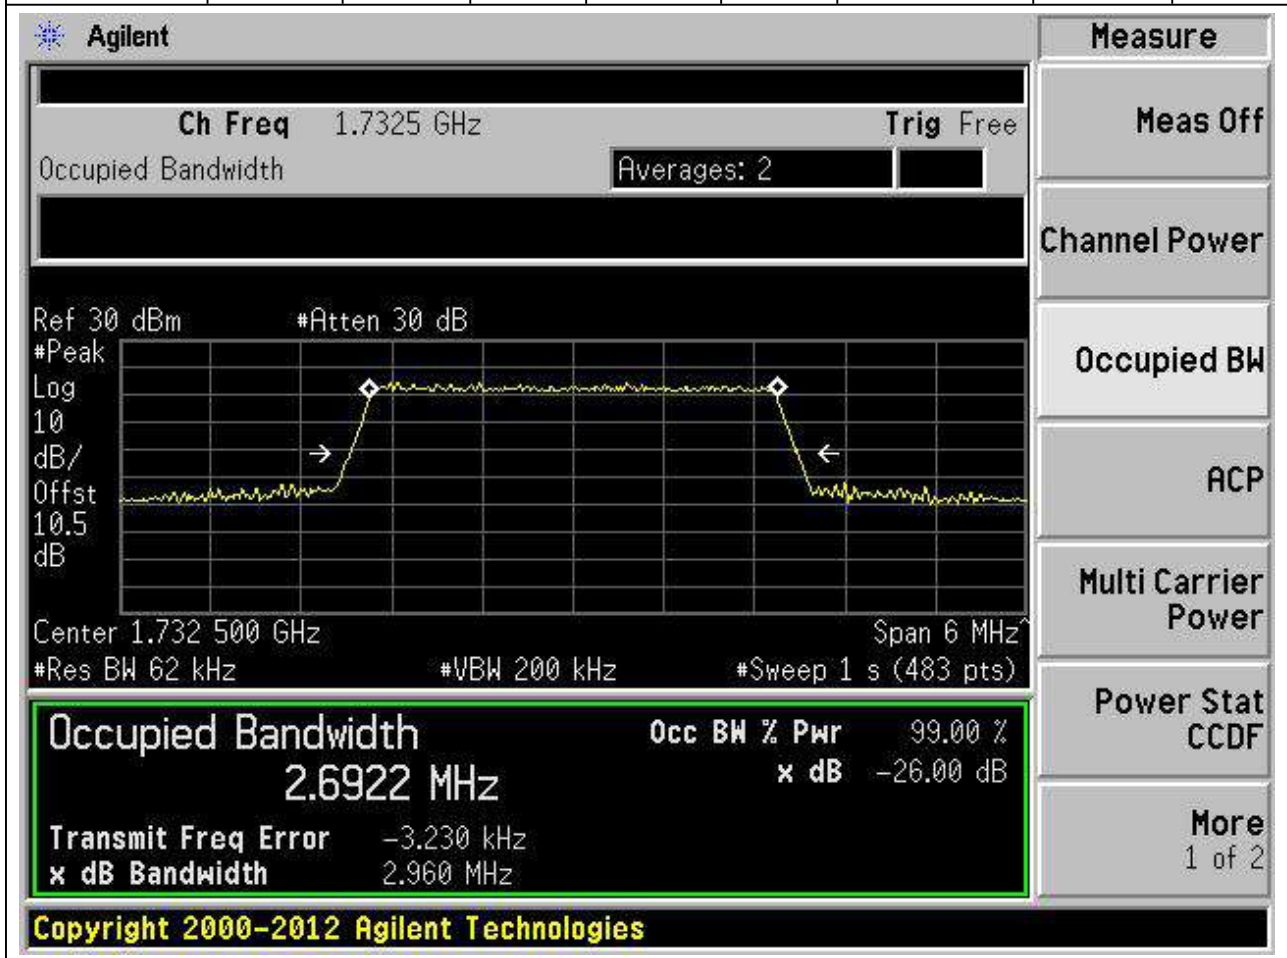 Agilent
Measure
Ch Freq 1.7325 GHz Trig Free
Occupied Bandwidth Averages: 2
Ref 30 dBm #Atten 30 dB
#Peak
Log
10
dB/
Offst
10.5
dB
Center 1.732 500 GHz Span 6 MHz^
#Res BW 62 kHz #VBW 200 kHz #Sweep 1 s (483 pts)
Occupied Bandwidth Occ BW % Pwr 99.00 %
2.6922 MHz x dB -26.00 dB
Transmit Freq Error -3.230 kHz
x dB Bandwidth 2.960 MHz
Meas Off
Channel Power
Occupied BW
ACP
Multi Carrier
Power
Power Stat
CCDF
More
1 of 2
Copyright 2000-2012 Agilent Technologies